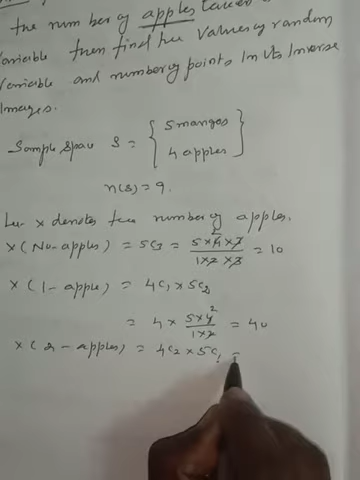 the number of apples taken
variable then find the values of random
variable and number of points in its inverse
images.
Sample space S = { 5 mangos
4 apples }
n(s) = 9.
Let x denotes the number of apples.
x (No-apples) = 5C3 = 5×4×3 / 1×2×3 = 10
x (1-apple) = 4C1 × 5C2
= 4 × 5×4 2 / 1×2 = 40
x (2-apples) = 4C2 × 5C1 =